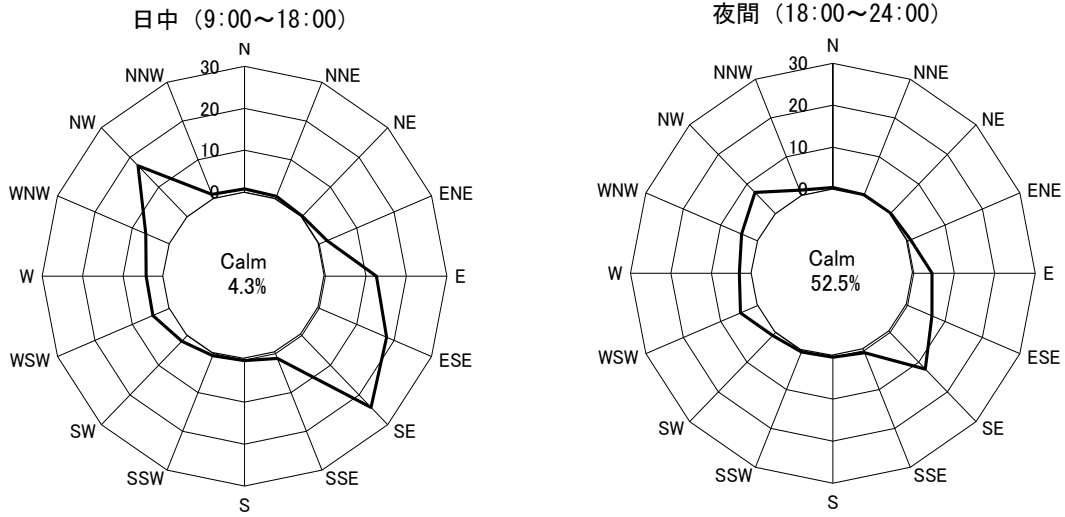 日中 (9:00～18:00)
N
NNE
NE
ENE
E
ESE
SE
SSE
S
SSW
SW
WSW
W
WNW
NW
NNW
30
20
10
0
Calm
4.3%
夜間 (18:00～24:00)
N
NNE
NE
ENE
E
ESE
SE
SSE
S
SSW
SW
WSW
W
WNW
NW
NNW
30
20
10
0
Calm
52.5%